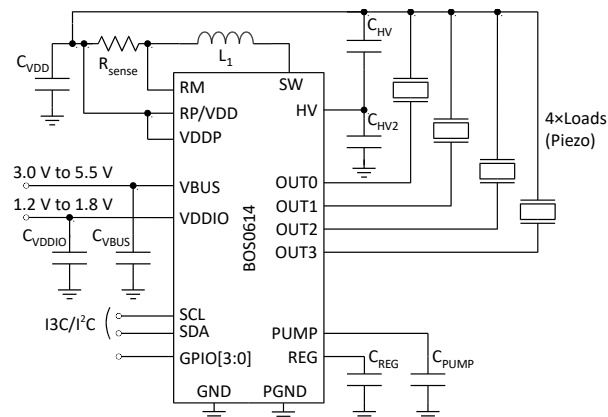 C_HV
C_VDD
R_sense
L_1
SW
RM
RP/VDD
VDDP
HV
C_HV2
4×Loads
(Piezo)
3.0 V to 5.5 V
VBUS
1.2 V to 1.8 V
VDDIO
C_VDDIO
C_VBUS
BOS0614
OUT0
OUT1
OUT2
OUT3
I3C/I²C
SCL
SDA
GPIO[3:0]
PUMP
REG
C_REG
C_PUMP
GND
PGND